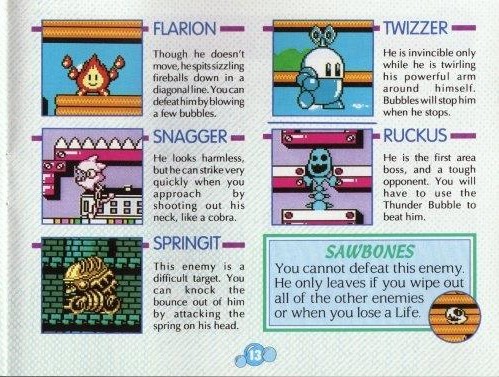 FLARION
Though he doesn't
move, he spits sizzling
fireballs down in a
diagonal line. You can
defeat him by blowing
a few bubbles.
SNAGGER
He looks harmless,
but he can strike very
quickly when you
approach by
shooting out his
neck, like a cobra.
SPRINGIT
This enemy is a
difficult target. You
can knock the
bounce out of him
by attacking the
spring on his head.
TWIZZER
He is invincible only
while he is twirling
his powerful arm
around himself.
Bubbles will stop him
when he stops.
RUCKUS
He is the first area
boss, and a tough
opponent. You will
have to use the
Thunder Bubble to
beat him.
SAWBONES
You cannot defeat this enemy.
He only leaves if you wipe out
all of the other enemies
or when you lose a Life.
13